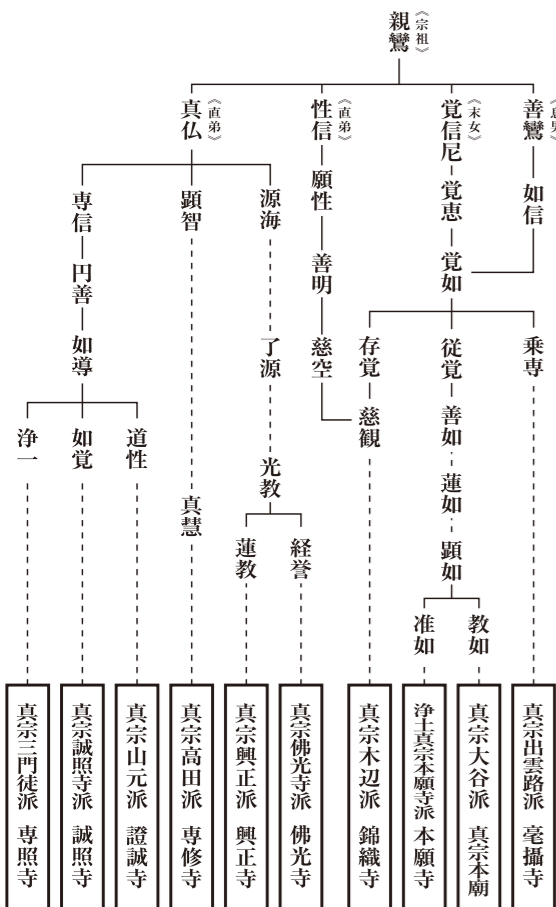 《宗祖》
親鸞
善鸞
《末女》
覚信尼
《直弟》
性信
《直弟》
真仏
如信
覚恵
覚如
願性
善明
慈空
源海
顕智
専信
円善
如導
乗専
従覚
善如
蓮如
顕如
存覚
慈観
了源
光教
真慧
道性
如覚
浄一
経誉
蓮教
教如
准如
真宗出雲路派 毫攝寺
真宗大谷派 真宗本廟
浄土真宗本願寺派 本願寺
真宗木辺派 錦織寺
真宗佛光寺派 佛光寺
真宗興正派 興正寺
真宗高田派 専修寺
真宗山元派 證誠寺
真宗誠照寺派 誠照寺
真宗三門徒派 専照寺